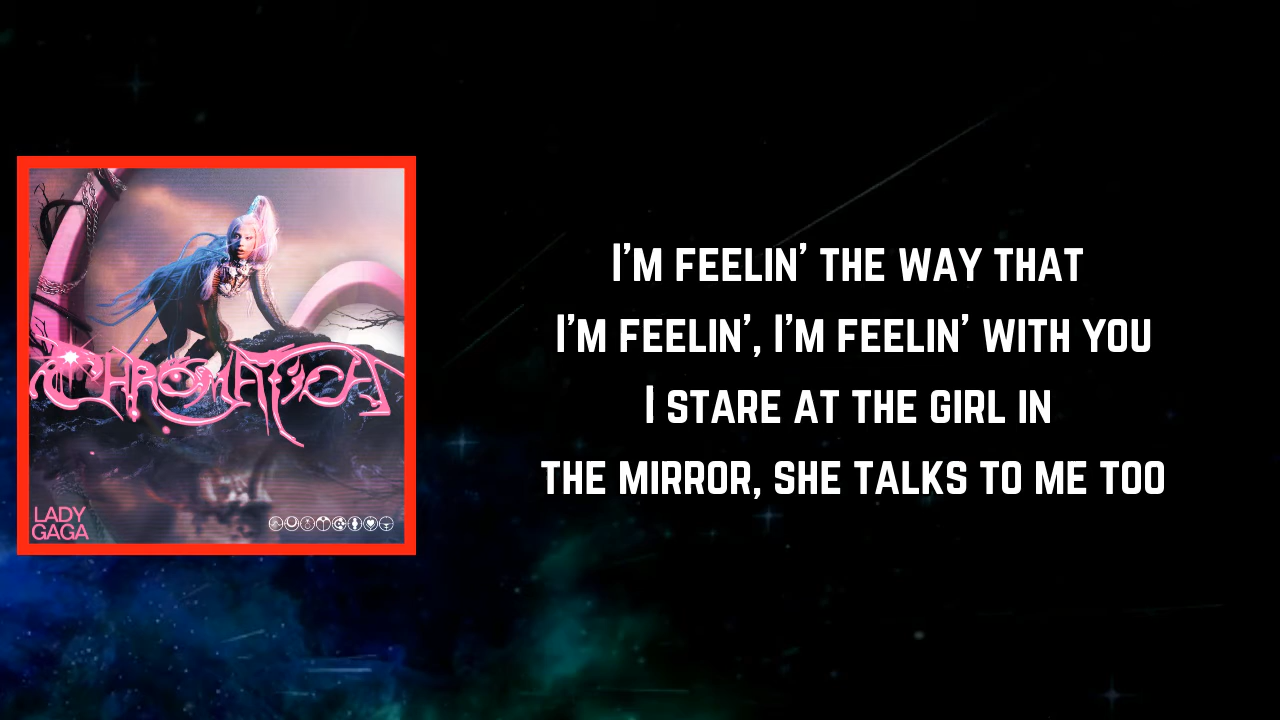 CHROMATICA
LADY
GAGA
I'M FEELIN' THE WAY THAT
I'M FEELIN', I'M FEELIN' WITH YOU
I STARE AT THE GIRL IN
THE MIRROR, SHE TALKS TO ME TOO